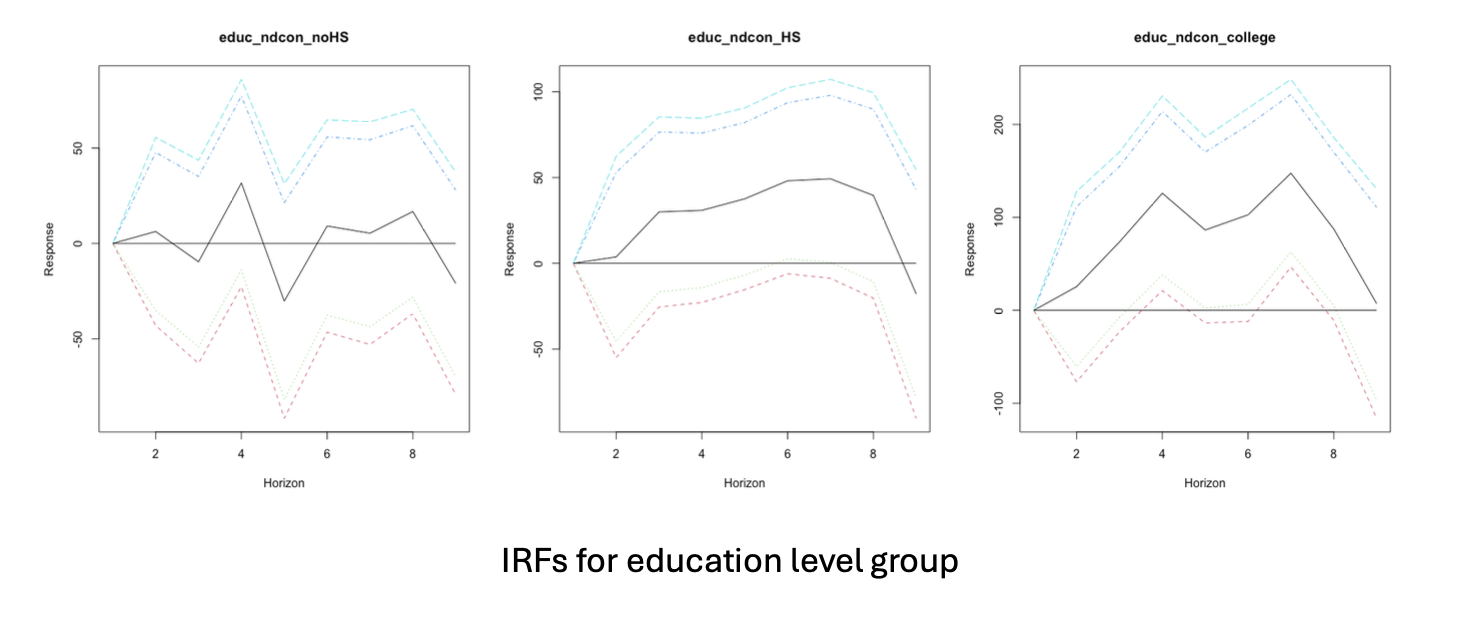 educ_ndcon_noHS
educ_ndcon_HS
educ_ndcon_college
Response
50
0
-50
2
4
6
8
Horizon
Response
100
50
0
-50
2
4
6
8
Horizon
Response
200
100
0
-100
2
4
6
8
Horizon
IRFs for education level group